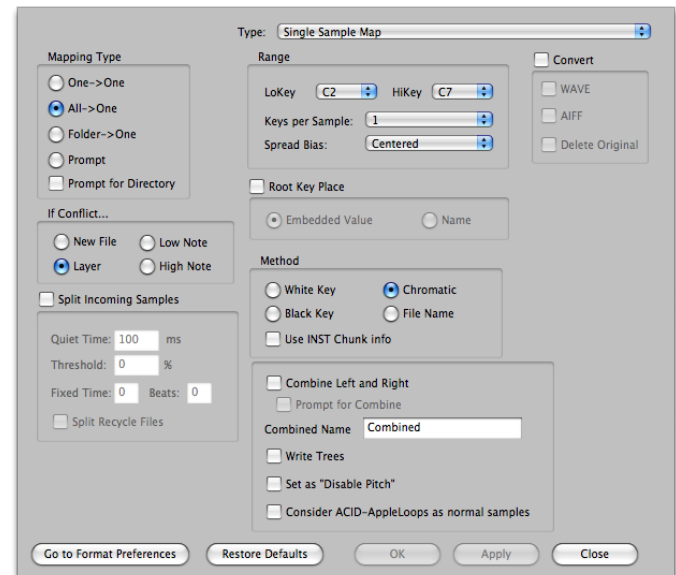 Type: Single Sample Map
Mapping Type
One->One
All->One
Folder->One
Prompt
Prompt for Directory
If Conflict...
New File Low Note
Layer High Note
Split Incoming Samples
Quiet Time: 100 ms
Threshold: 0 %
Fixed Time: 0 Beats: 0
Split Recycle Files
Range
LoKey C2 HiKey C7
Keys per Sample: 1
Spread Bias: Centered
Root Key Place
Embedded Value Name
Method
White Key Chromatic
Black Key File Name
Use INST Chunk info
Combine Left and Right
Prompt for Combine
Combined Name Combined
Write Trees
Set as "Disable Pitch"
Consider ACID-AppleLoops as normal samples
Convert
WAVE
AIFF
Delete Original
Go to Format Preferences Restore Defaults OK Apply Close